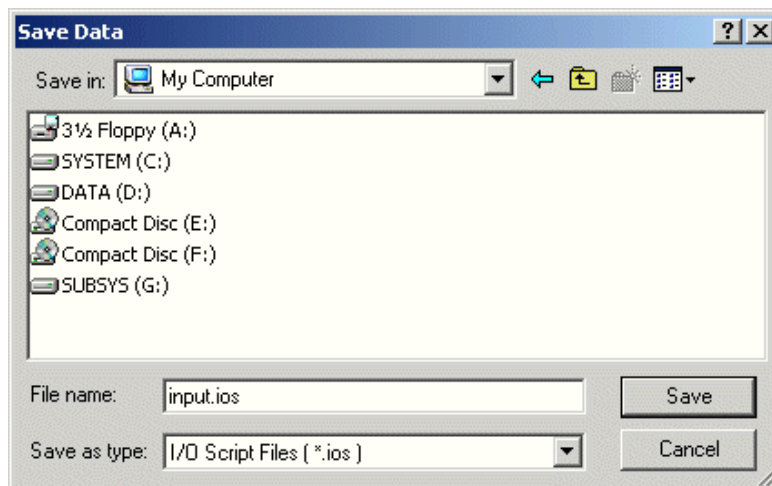 Save Data
Save in: My Computer
3½ Floppy (A:)
SYSTEM (C:)
DATA (D:)
Compact Disc (E:)
Compact Disc (F:)
SUBSYS (G:)
File name: input.ios Save
Save as type: I/O Script Files ( *.ios ) Cancel